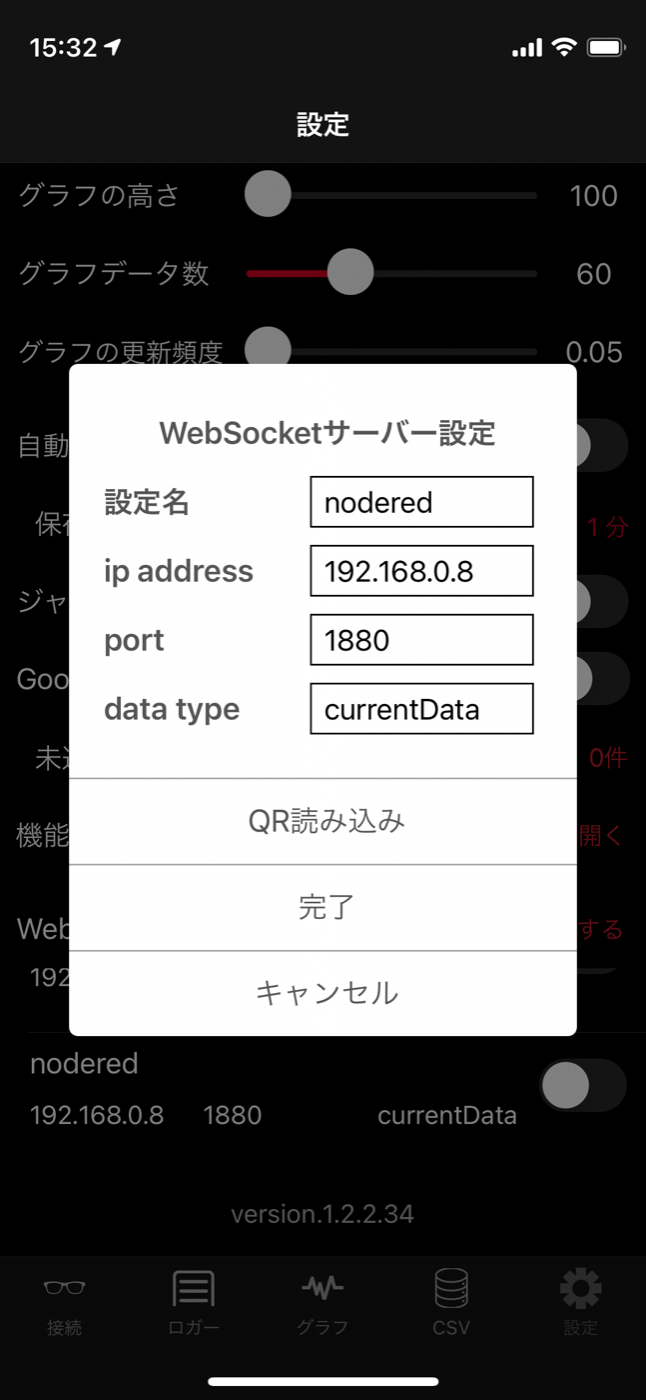 15:32
設定
グラフの高さ 100
グラフデータ数 60
グラフの更新頻度 0.05
WebSocketサーバー設定
自動
設定名 nodered
保存 1分
ip address 192.168.0.8
ジャ
port 1880
Goo
data type currentData
未送 0件
QR読み込み
機能 開く
完了
Web する
192
キャンセル
nodered
192.168.0.8 1880 currentData
version.1.2.2.34
接続 ロガー グラフ CSV 設定